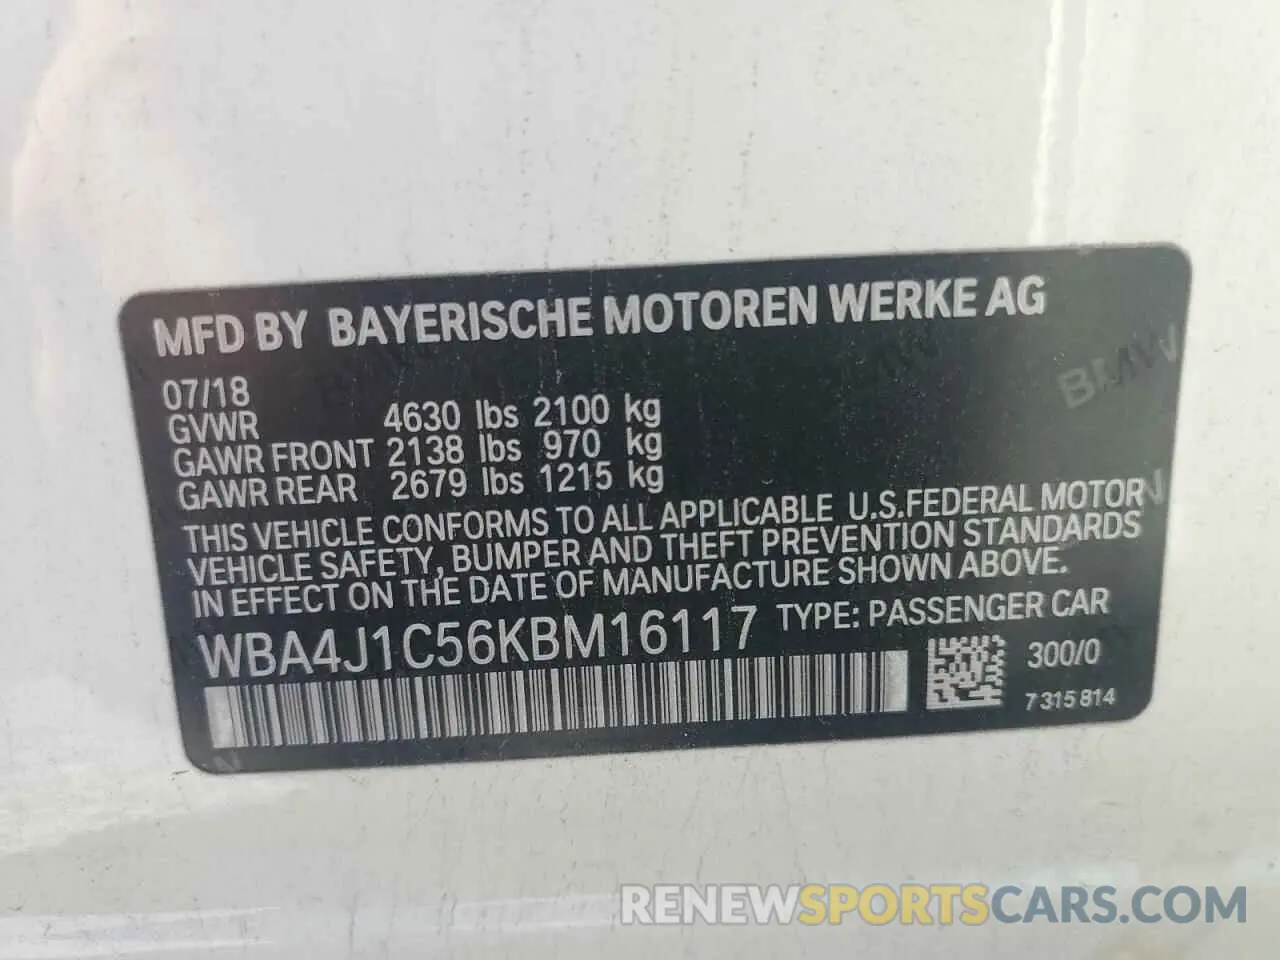 MFD BY BAYERISCHE MOTOREN WERKE AG
07/18
GVWR 4630 lbs 2100 kg
GAWR FRONT 2138 lbs 970 kg
GAWR REAR 2679 lbs 1215 kg
THIS VEHICLE CONFORMS TO ALL APPLICABLE U.S.FEDERAL MOTOR
VEHICLE SAFETY, BUMPER AND THEFT PREVENTION STANDARDS
IN EFFECT ON THE DATE OF MANUFACTURE SHOWN ABOVE.
WBA4J1C56KBM16117 TYPE: PASSENGER CAR
300/0
7 315 814
BMW
RENEWSPORTSCARS.COM